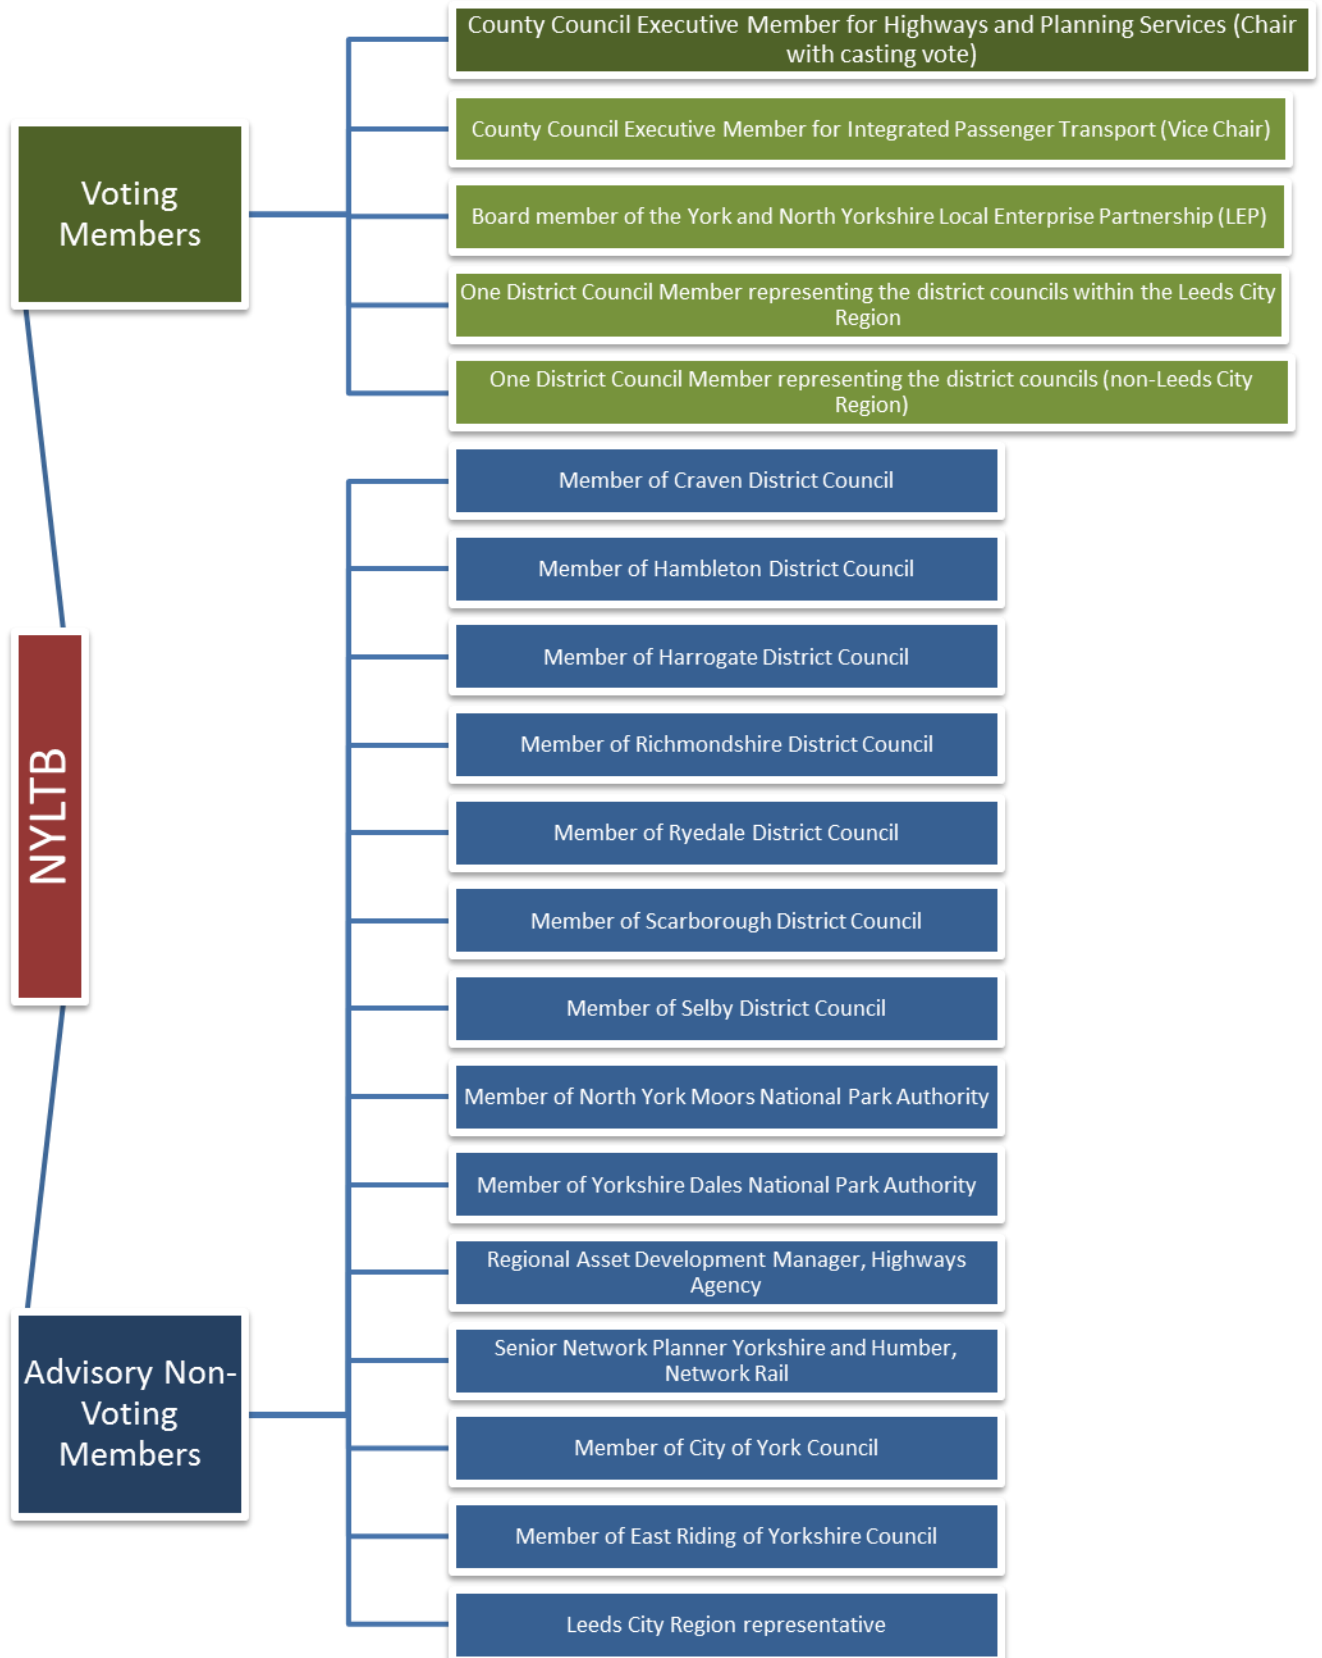 County Council Executive Member for Highways and Planning Services (Chair
with casting vote)
County Council Executive Member for Integrated Passenger Transport (Vice Chair)
Voting
Members
Board member of the York and North Yorkshire Local Enterprise Partnership (LEP)
One District Council Member representing the district councils within the Leeds City
Region
One District Council Member representing the district councils (non-Leeds City
Region)
Member of Craven District Council
Member of Hambleton District Council
Member of Harrogate District Council
Member of Richmondshire District Council
NYLTB
Member of Ryedale District Council
Member of Scarborough District Council
Member of Selby District Council
Member of North York Moors National Park Authority
Member of Yorkshire Dales National Park Authority
Regional Asset Development Manager, Highways
Agency
Senior Network Planner Yorkshire and Humber,
Network Rail
Advisory Non-
Voting
Members
Member of City of York Council
Member of East Riding of Yorkshire Council
Leeds City Region representative